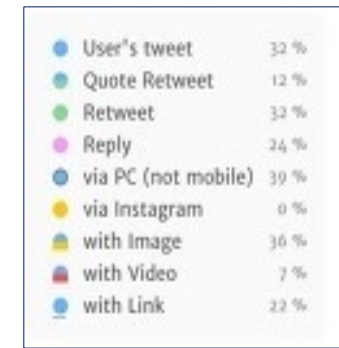 User's tweet 32 %
Quote Retweet 12 %
Retweet 32 %
Reply 24 %
via PC (not mobile) 39 %
via Instagram 0 %
with Image 36 %
with Video 7 %
with Link 22 %